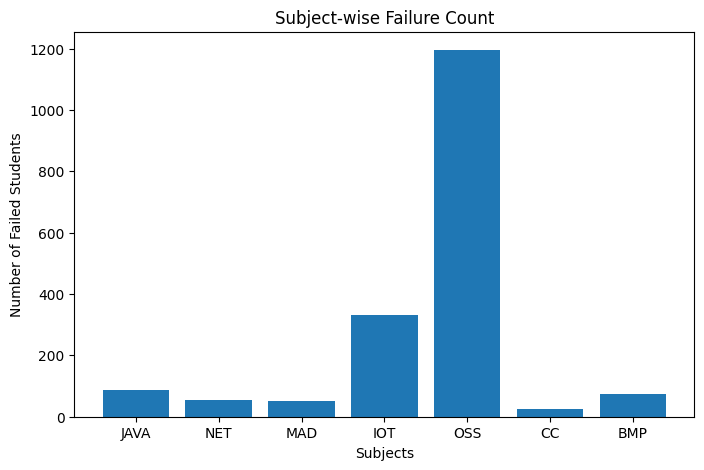 Subject-wise Failure Count
Number of Failed Students
1200
1000
800
600
400
200
0
JAVA NET MAD IOT OSS CC BMP
Subjects